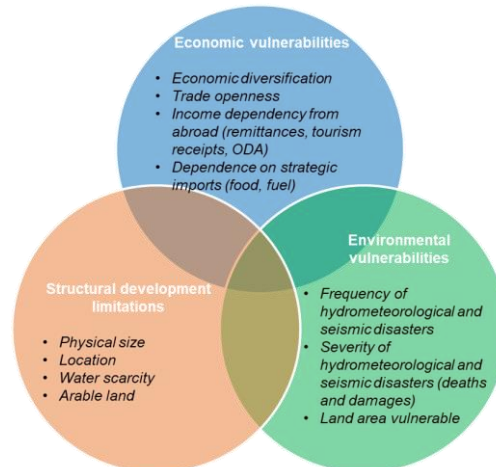 Economic vulnerabilities
• Economic diversification
• Trade openness
• Income dependency from
abroad (remittances, tourism
receipts, ODA)
• Dependence on strategic
imports (food, fuel)
Structural development
limitations
• Physical size
• Location
• Water scarcity
• Arable land
Environmental
vulnerabilities
• Frequency of
hydrometeorological and
seismic disasters
• Severity of
hydrometeorological and
seismic disasters (deaths
and damages)
• Land area vulnerable